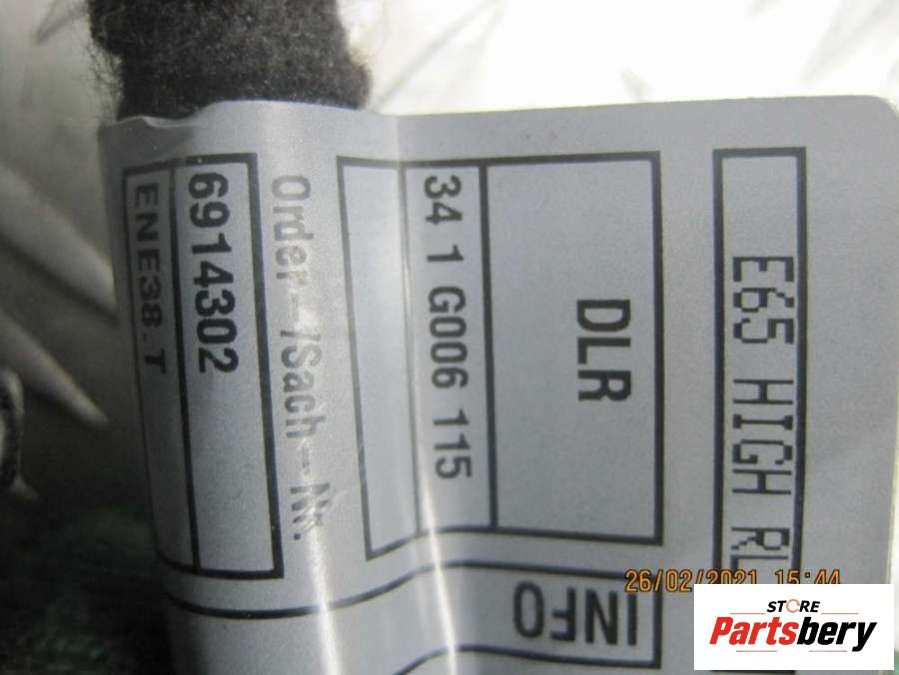 E65 HIGH RL
DLR
34 1 G006 115
Order-/Sach-Nr.
6914302
ENE38.T
INFO
26/02/2021 15:44
STORE
Partsbery